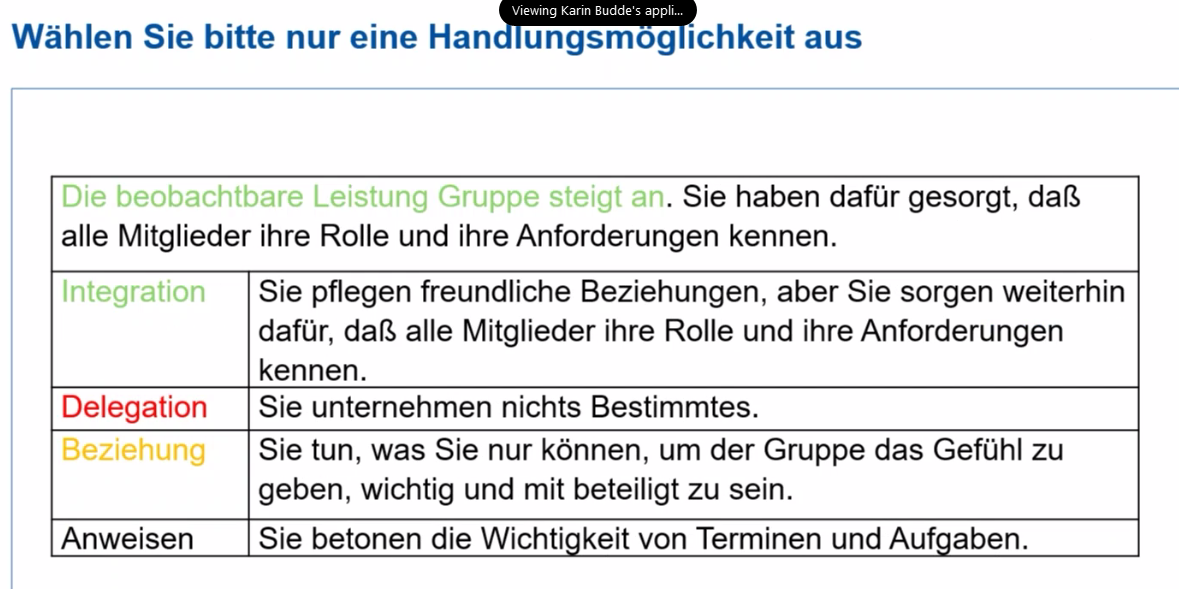 Viewing Karin Budde's appli...
Wählen Sie bitte nur eine Handlungsmöglichkeit aus
Die beobachtbare Leistung Gruppe steigt an. Sie haben dafür gesorgt, daß
alle Mitglieder ihre Rolle und ihre Anforderungen kennen.
Integration
Sie pflegen freundliche Beziehungen, aber Sie sorgen weiterhin
dafür, daß alle Mitglieder ihre Rolle und ihre Anforderungen
kennen.
Delegation
Sie unternehmen nichts Bestimmtes.
Beziehung
Sie tun, was Sie nur können, um der Gruppe das Gefühl zu
geben, wichtig und mit beteiligt zu sein.
Anweisen
Sie betonen die Wichtigkeit von Terminen und Aufgaben.